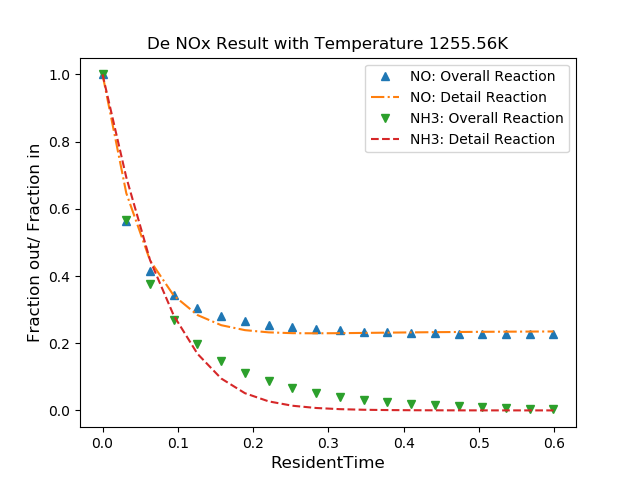 De NOx Result with Temperature 1255.56K
NO: Overall Reaction
NO: Detail Reaction
NH3: Overall Reaction
NH3: Detail Reaction
Fraction out/ Fraction in
1.0
0.8
0.6
0.4
0.2
0.0
0.0 0.1 0.2 0.3 0.4 0.5 0.6
ResidentTime